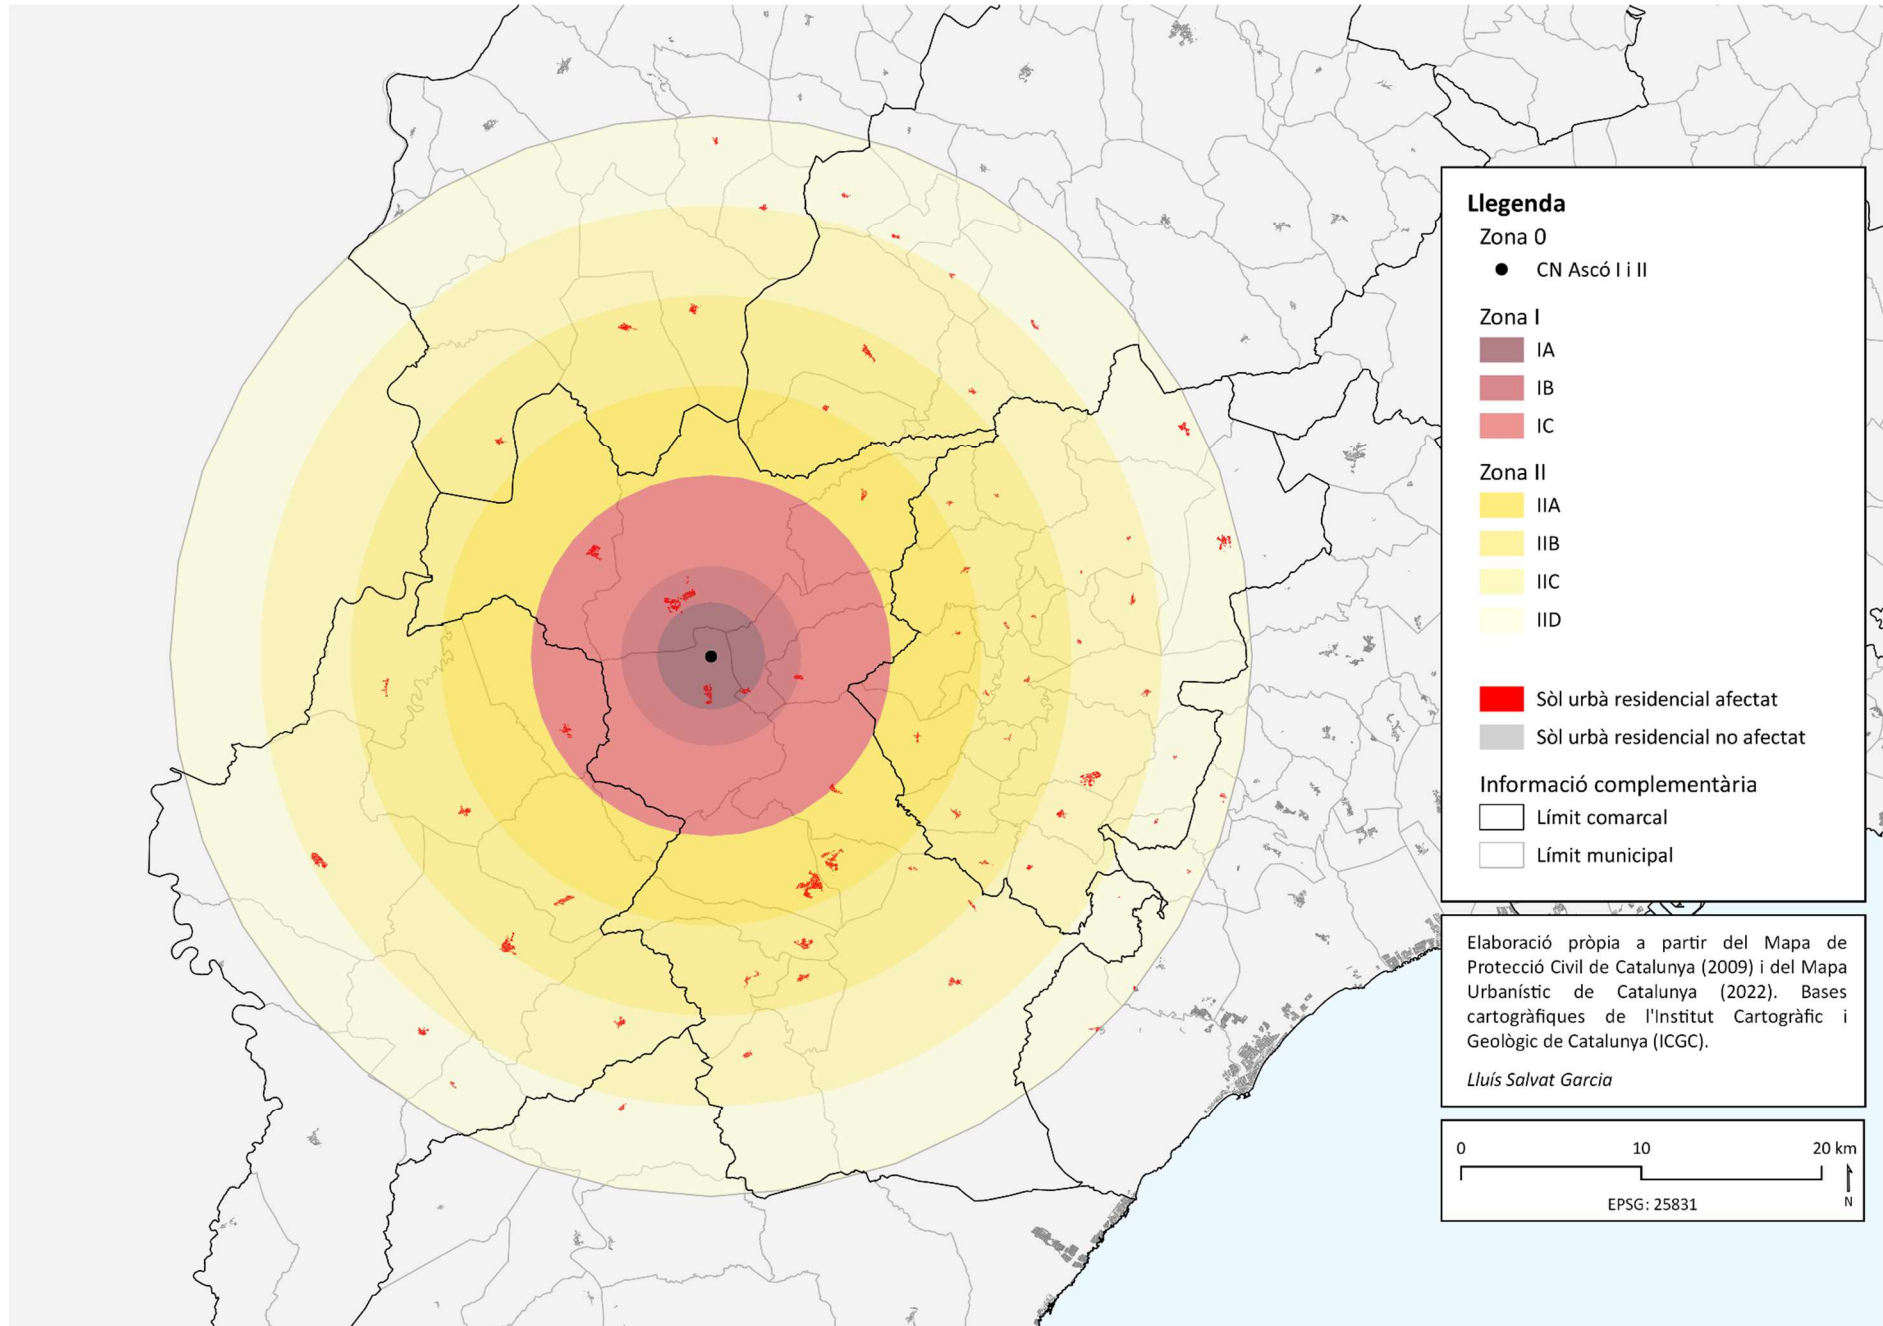 Llegenda
Zona 0
CN Ascó I i II
Zona I
IA
IB
IC
Zona II
IIA
IIB
IIC
IID
Sòl urbà residencial afectat
Sòl urbà residencial no afectat
Informació complementària
Límit comarcal
Límit municipal
Elaboració pròpia a partir del Mapa de
Protecció Civil de Catalunya (2009) i del Mapa
Urbanístic de Catalunya (2022). Bases
cartogràfiques de l'Institut Cartogràfic i
Geològic de Catalunya (ICGC).
Lluís Salvat Garcia
0 10 20 km
N
EPSG: 25831